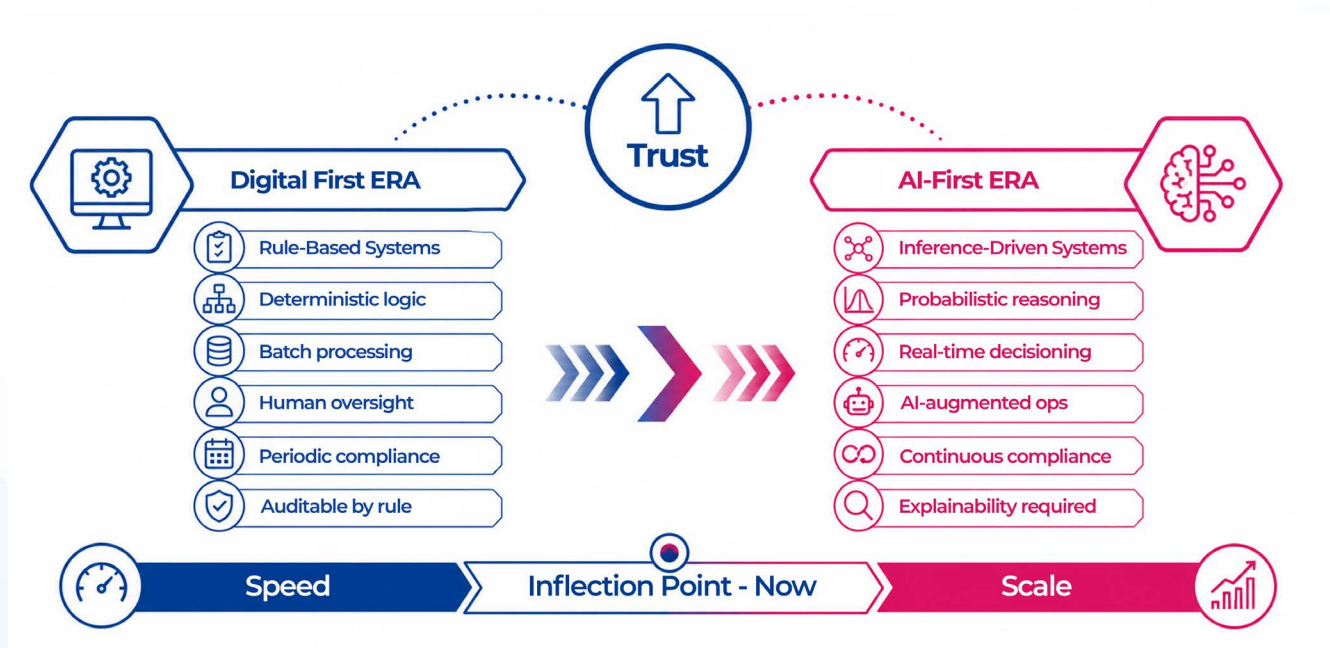 Trust
Digital First ERA
Rule-Based Systems
Deterministic logic
Batch processing
Human oversight
Periodic compliance
Auditable by rule
AI-First ERA
Inference-Driven Systems
Probabilistic reasoning
Real-time decisioning
AI-augmented ops
Continuous compliance
Explainability required
Speed
Inflection Point - Now
Scale